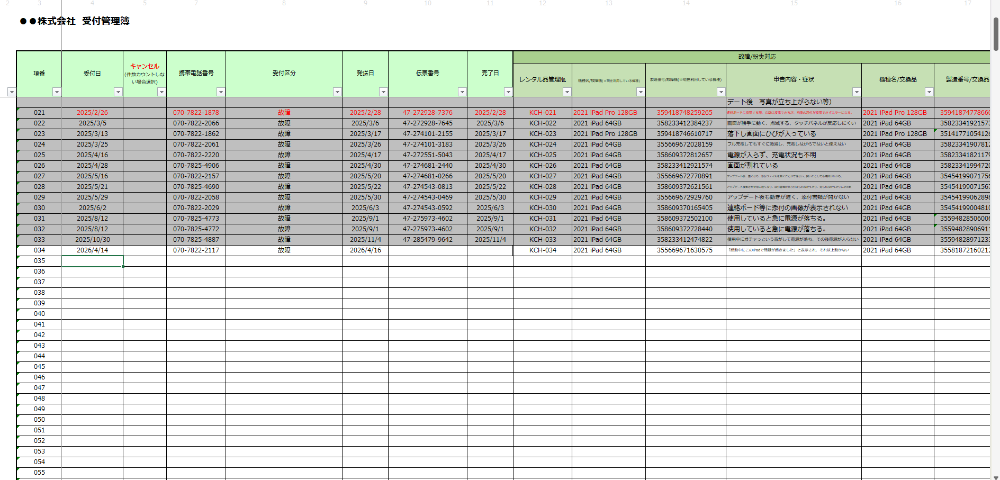 2 3 4 5 7 8 9 10 11 12 13 14 15 16 17
●●株式会社 受付管理簿
故障/紛失対応
項番 受付日 キャンセル (件数カウントしない場合選択) 携帯電話番号 受付区分 発送日 伝票番号 完了日 レンタル品管理No. 機種名/故障機(※現在利用している機種) 製造番号/故障機(※現在利用している機種) 申告内容・症状 機種名/交換品 製造番号/交換品
デート後 写真が立ち上がらない等)
021 2025/2/26 070-7822-1878 故障 2025/2/28 47-272928-7376 2025/2/28 KCH-021 2021 iPad Pro 128GB 359418748259265 連絡ボードに投稿する際、文章は投稿できるが、画像の添付が投稿できずエラーになる。 2021 iPad Pro 128GB 35941874778660
022 2025/3/5 070-7822-2066 故障 2025/3/6 47-272928-7645 2025/3/6 KCH-022 2021 iPad 64GB 358233412384237 画面が勝手に動く、点滅する、タッチパネルが反応しにくい 2021 iPad 64GB 35823341921573
023 2025/3/13 070-7822-1862 故障 2025/3/17 47-274101-2155 2025/3/17 KCH-023 2021 iPad Pro 128GB 359418746610717 落下し画面にひびが入っている 2021 iPad Pro 128GB 35141771054126
024 2025/3/25 070-7822-2061 故障 2025/3/26 47-274101-3183 2025/3/26 KCH-024 2021 iPad 64GB 355669672028159 フル充電してもすぐに激減し、充電しながらでないと使えない 2021 iPad 64GB 35823341907812
025 2025/4/16 070-7822-2220 故障 2025/4/17 47-272551-5043 2025/4/17 KCH-025 2021 iPad 64GB 358609372812657 電源が入らず、充電状況も不明 2021 iPad 64GB 35823341821179
026 2025/4/28 070-7825-4906 故障 2025/4/30 47-274681-2440 2025/4/30 KCH-026 2021 iPad 64GB 358233412921574 画面が割れている 2021 iPad 64GB 35823341994720
027 2025/5/16 070-7822-2157 故障 2025/5/20 47-274681-0266 2025/5/20 KCH-027 2021 iPad 64GB 355669672770891 アップデート後、重くなり、添付ファイルを開くことができない、開いたとしても時間がかかる。 2021 iPad 64GB 35454199071756
028 2025/5/21 070-7825-4690 故障 2025/5/22 47-274543-0813 2025/5/22 KCH-028 2021 iPad 64GB 358609372621561 2021 iPad 64GB 35454199071567
029 2025/5/29 070-7822-2058 故障 2025/5/30 47-274543-0469 2025/5/30 KCH-029 2021 iPad 64GB 355669672929760 アップデート後も動きが遅く、添付書類が開かない 2021 iPad 64GB 35454199062898
030 2025/6/2 070-7822-2029 故障 2025/6/3 47-274543-0592 2025/6/3 KCH-030 2021 iPad 64GB 358609370165405 連絡ボード等に添付の画像が表示されない 2021 iPad 64GB 35454199004810
031 2025/8/12 070-7825-4773 故障 2025/9/1 47-275973-4602 2025/9/1 KCH-031 2021 iPad 64GB 358609372502100 使用していると急に電源が落ちる。 2021 iPad 64GB 35594828506006
032 2025/8/12 070-7825-4772 故障 2025/9/1 47-275973-4602 2025/9/1 KCH-032 2021 iPad 64GB 358609372728440 使用していると急に電源が落ちる。 2021 iPad 64GB 3559482890691
033 2025/10/30 070-7825-4887 故障 2025/11/4 47-285479-9642 2025/11/4 KCH-033 2021 iPad 64GB 358233412474822 使用中にガチャっという音がして電源が落ち、その後電源が入らない 2021 iPad 64GB 35594828971233
034 2026/4/14 070-7822-2117 故障 2026/4/16 KCH-034 2021 iPad 64GB 355669671630575 「起動中にこのiPadで問題が起きました」と表示され、それ以上動かない 2021 iPad 64GB 35581872160212
035
036
037
038
039
040
041
042
043
044
045
046
047
048
049
050
051
052
053
054
055